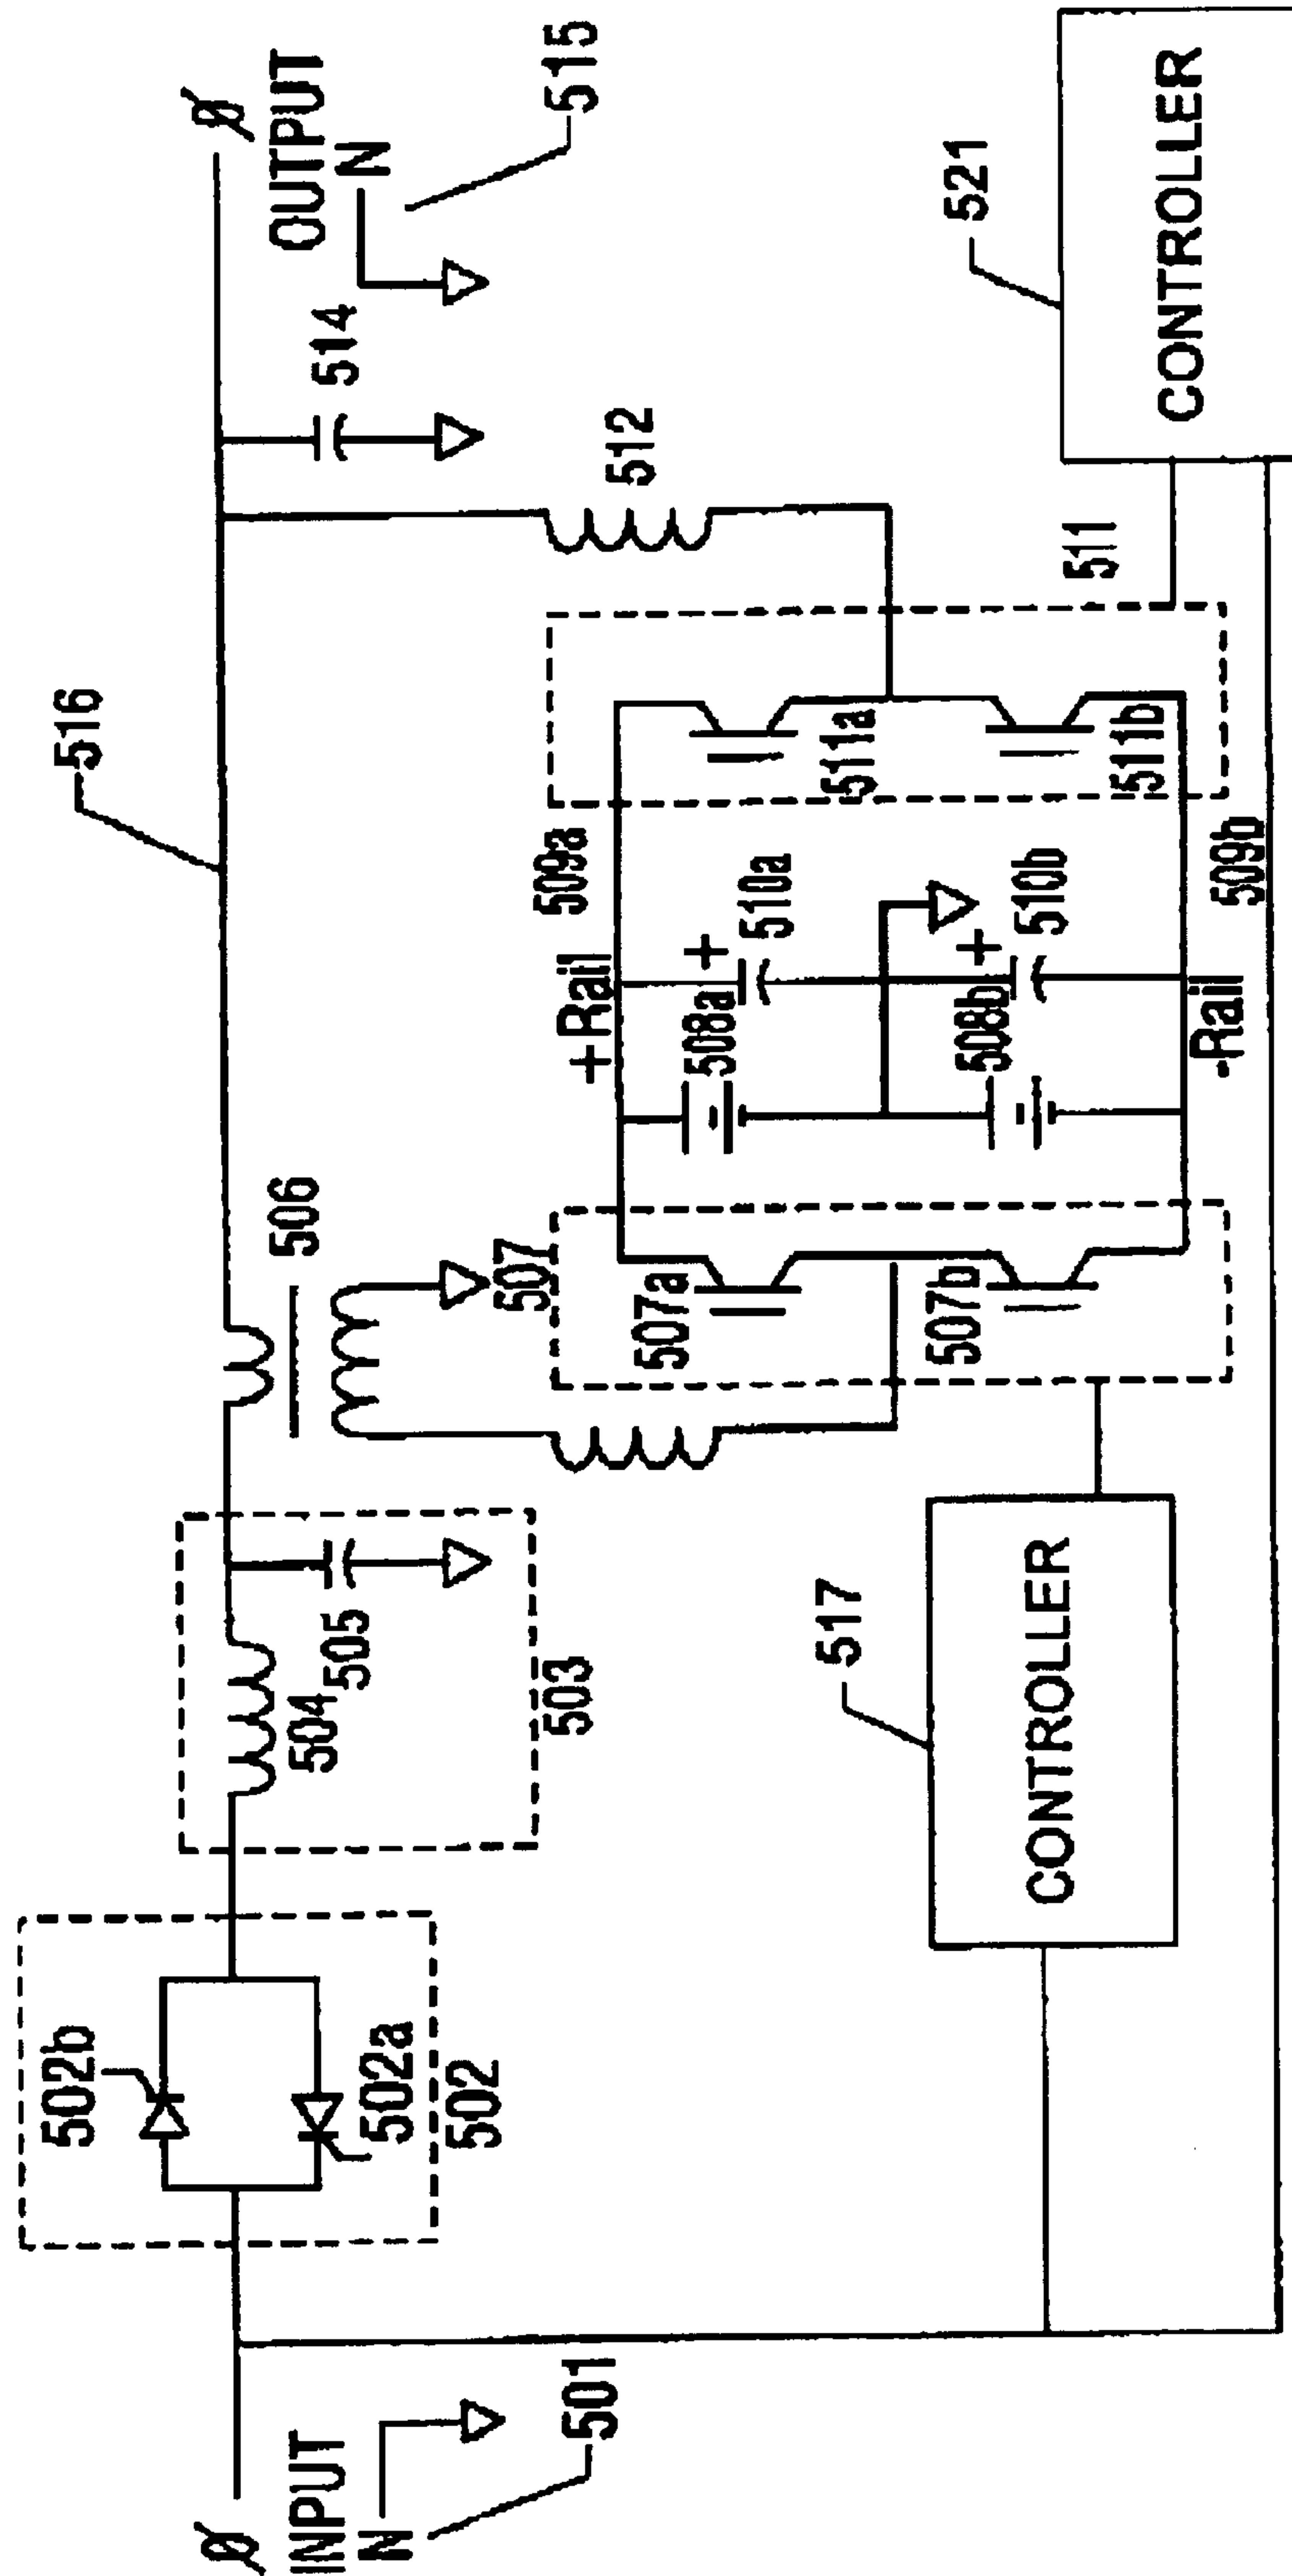 Ø
INPUT
N
501
502b
502a
502
504
505
503
506
516
Ø
OUTPUT
N
515
514
512
507
507a
507b
+Rail
509a
508a
+
510a
508b
+
510b
-Rail
509b
511a
511b
511
517
CONTROLLER
521
CONTROLLER